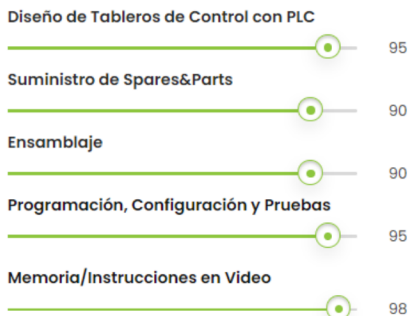 Diseño de Tableros de Control con PLC
95
Suministro de Spares&Parts
90
Ensamblaje
90
Programación, Configuración y Pruebas
95
Memoria/Instrucciones en Video
98